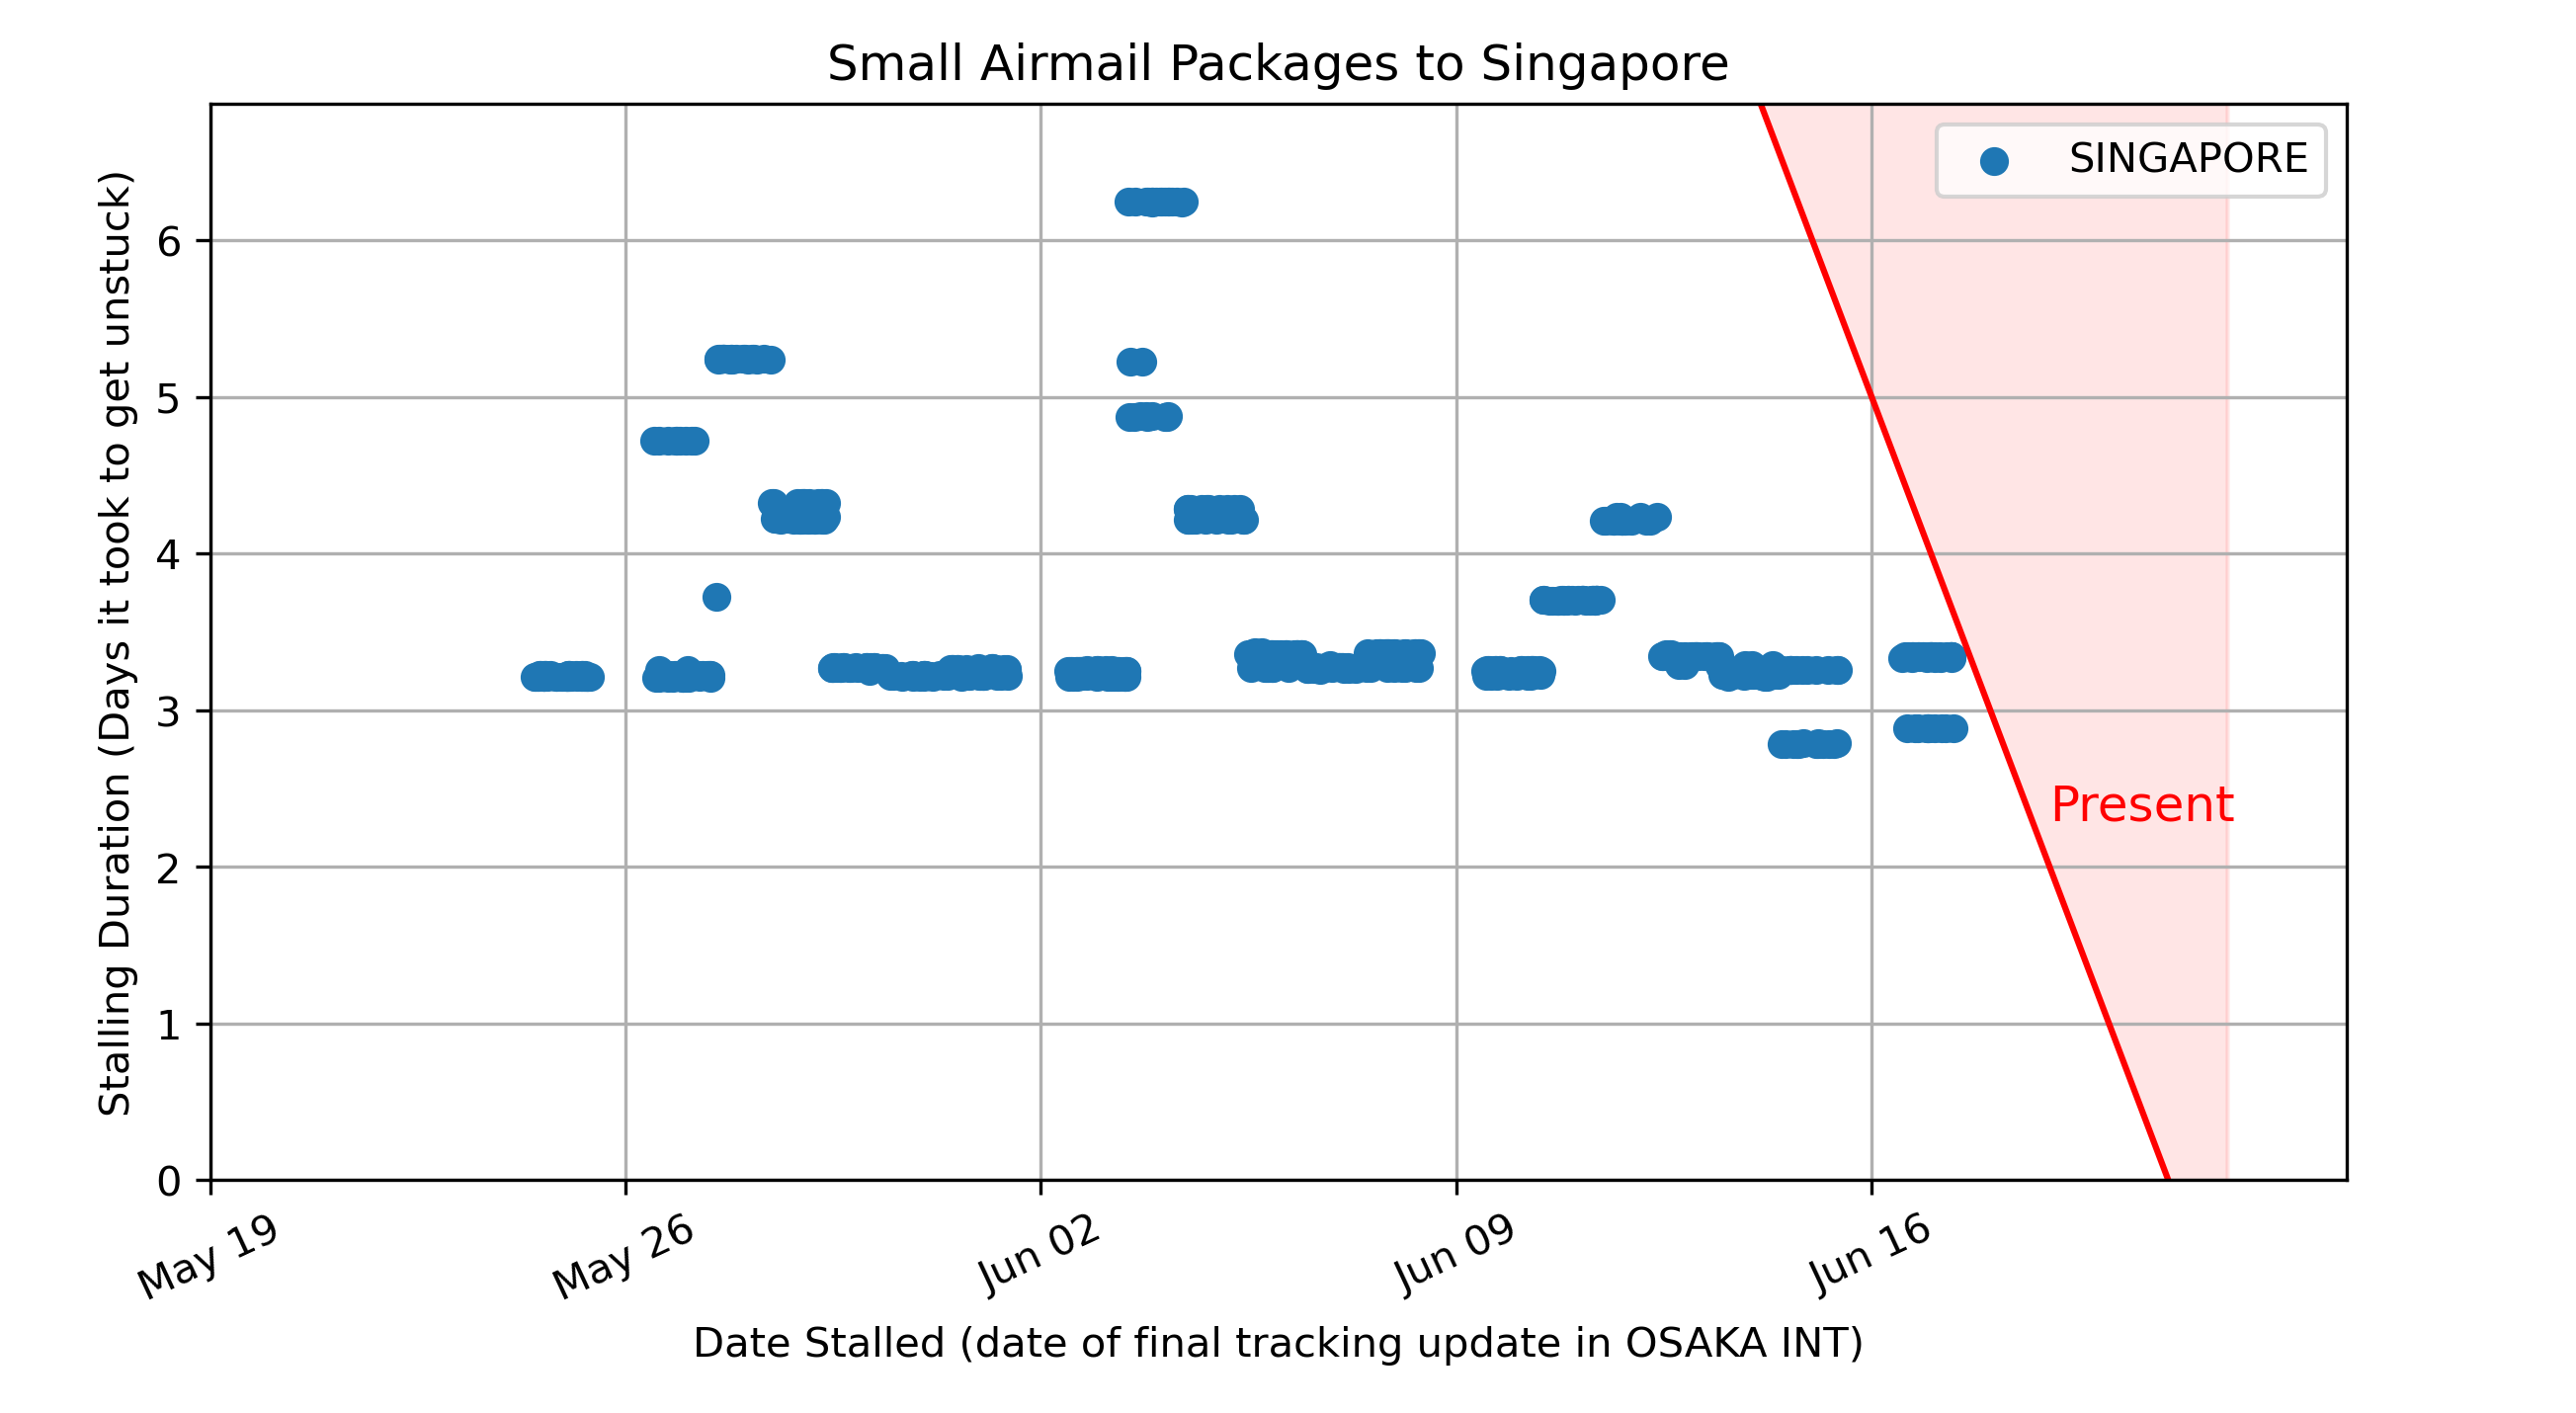 Small Airmail Packages to Singapore
SINGAPORE
Stalling Duration (Days it took to get unstuck)
6
5
4
3
2
1
0
Present
May 19
May 26
Jun 02
Jun 09
Jun 16
Date Stalled (date of final tracking update in OSAKA INT)